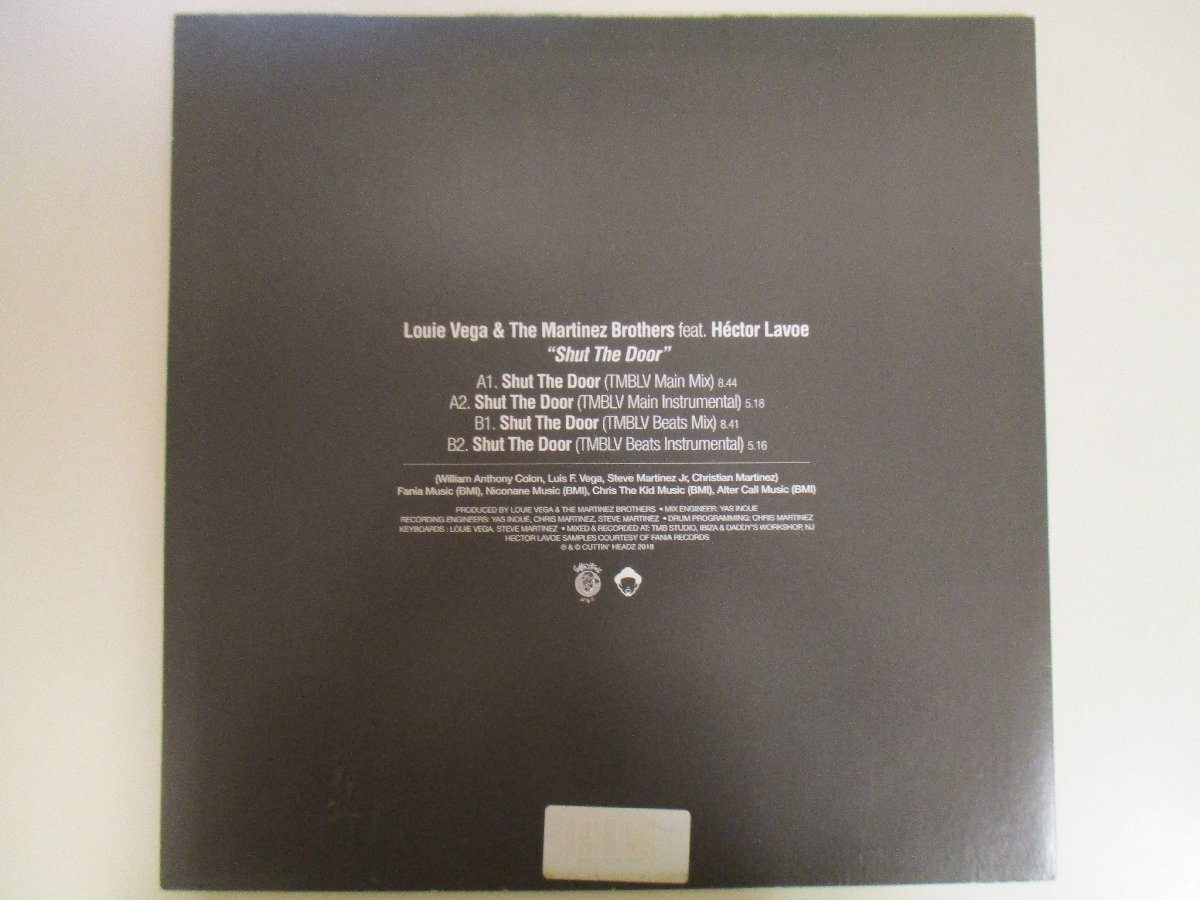 Louie Vega & The Martinez Brothers feat. Héctor Lavoe
“Shut The Door”
A1. Shut The Door (TMBLV Main Mix) 8.44
A2. Shut The Door (TMBLV Main Instrumental) 5.18
B1. Shut The Door (TMBLV Beats Mix) 8.41
B2. Shut The Door (TMBLV Beats Instrumental) 5.16
(William Anthony Colon, Luis F. Vega, Steve Martinez Jr, Christian Martinez)
Fania Music (BMI), Niconane Music (BMI), Chris The Kid Music (BMI), Alter Call Music (BMI)
PRODUCED BY LOUIE VEGA & THE MARTINEZ BROTHERS • MIX ENGINEER: YAS INOUE
RECORDING ENGINEERS: YAS INOUE, CHRIS MARTINEZ, STEVE MARTINEZ • DRUM PROGRAMMING: CHRIS MARTINEZ
KEYBOARDS : LOUIE VEGA, STEVE MARTINEZ • MIXED & RECORDED AT: TMB STUDIO, IBIZA & DADDY'S WORKSHOP, NJ
HECTOR LAVOE SAMPLES COURTESY OF FANIA RECORDS
℗ & © CUTTIN' HEADZ 2018